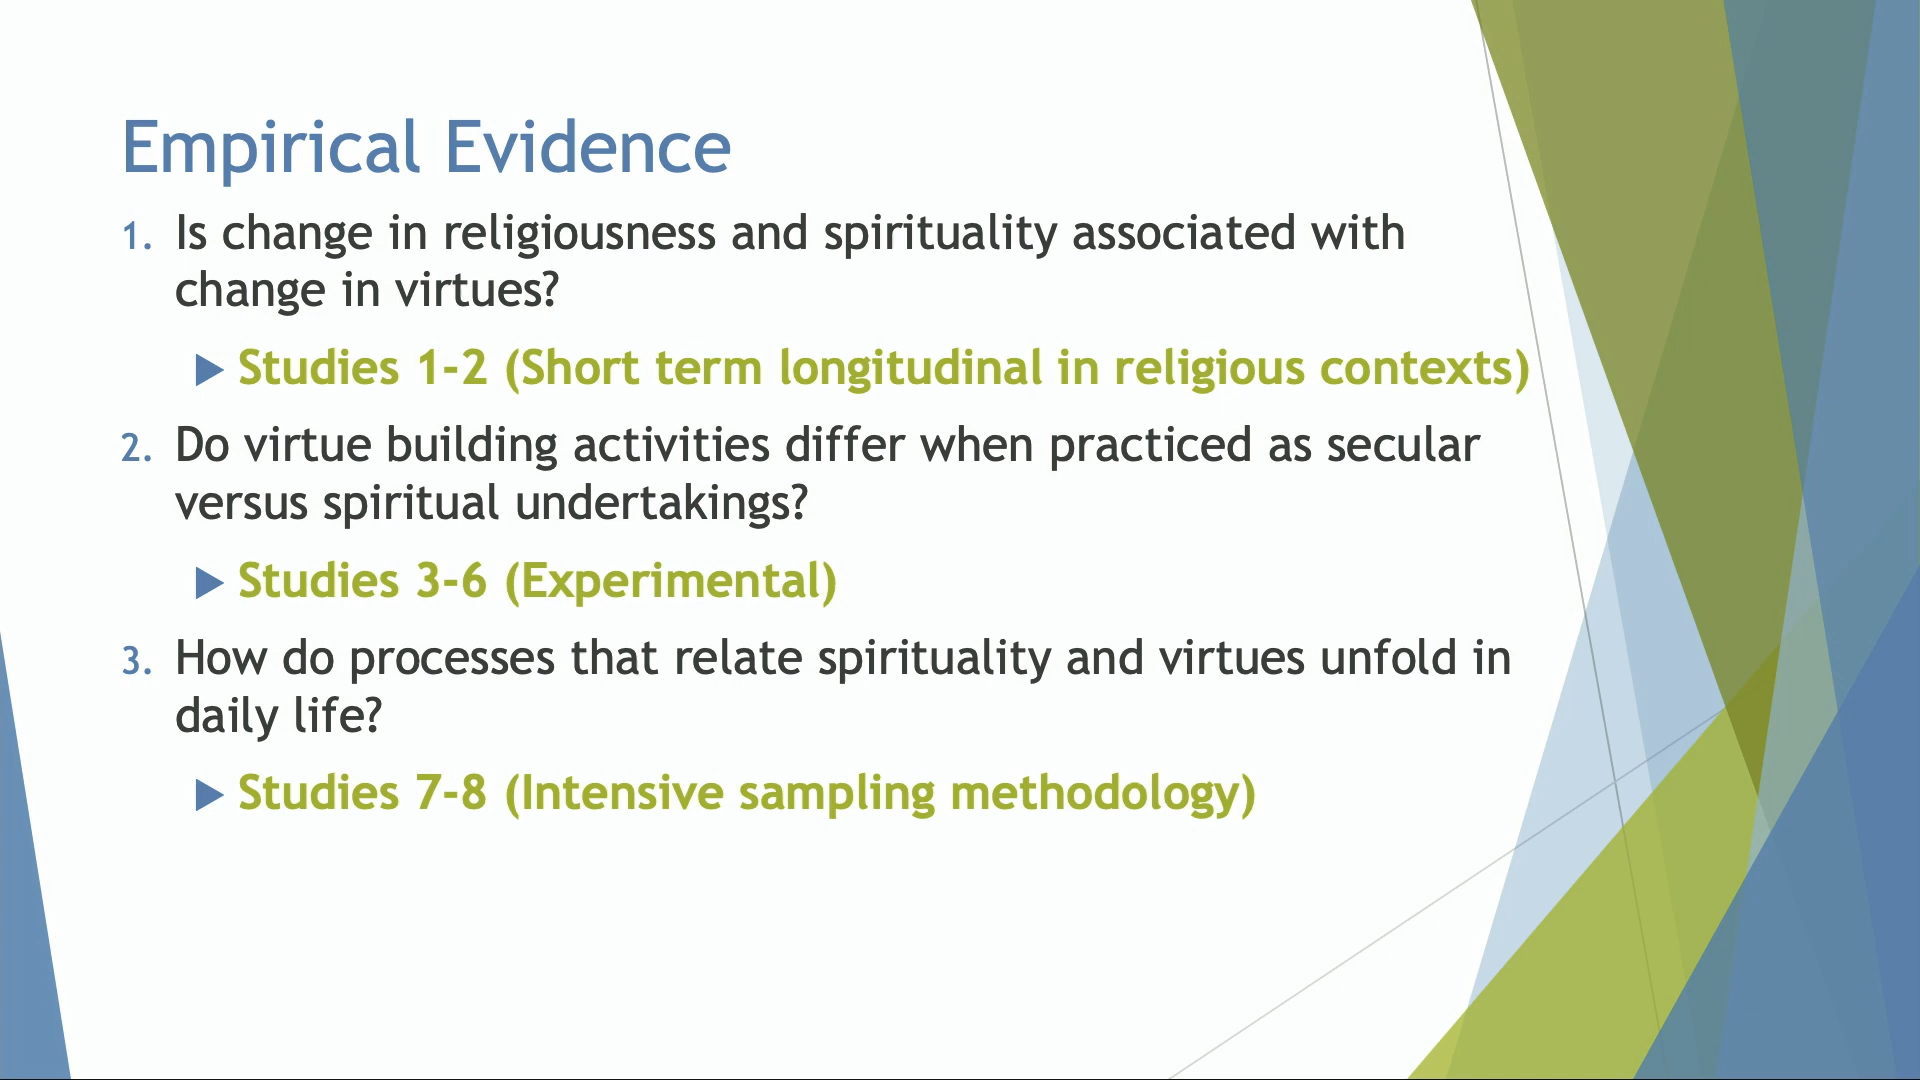 Empirical Evidence
1. Is change in religiousness and spirituality associated with
change in virtues?
Studies 1-2 (Short term longitudinal in religious contexts)
2. Do virtue building activities differ when practiced as secular
versus spiritual undertakings?
Studies 3-6 (Experimental)
3. How do processes that relate spirituality and virtues unfold in
daily life?
Studies 7-8 (Intensive sampling methodology)